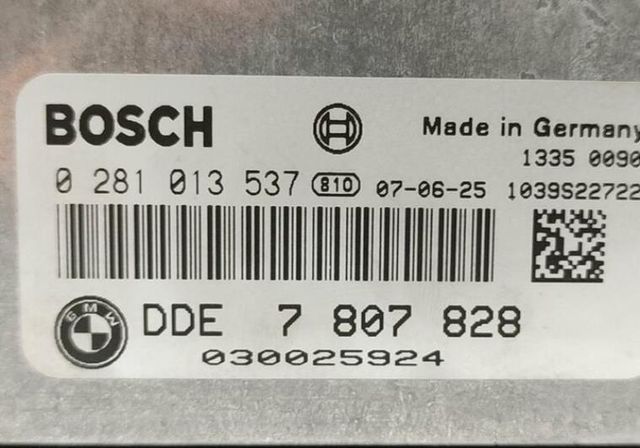 BOSCH
Made in Germany
1335 0090
0 281 013 537 810 07-06-25 1039S22722
BMW
DDE 7 807 828
030025924